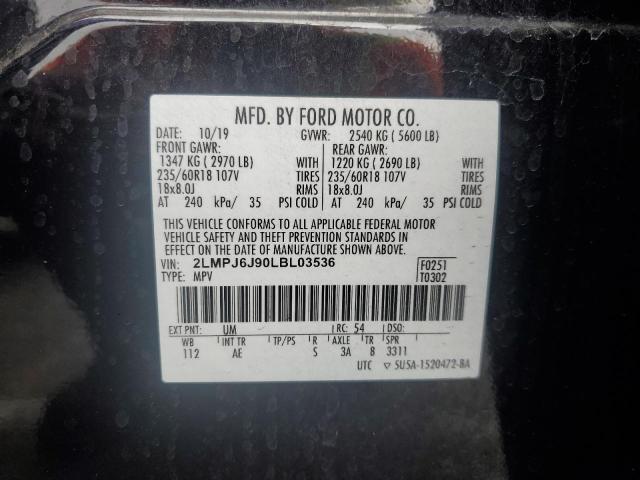 MFD. BY FORD MOTOR CO.
DATE: 10/19 GVWR: 2540 KG ( 5600 LB)
FRONT GAWR: REAR GAWR:
1347 KG ( 2970 LB) WITH 1220 KG ( 2690 LB) WITH
235/60R18 107V TIRES 235/60R18 107V TIRES
18x8.0J RIMS 18x8.0J RIMS
AT 240 kPa/ 35 PSI COLD AT 240 kPa/ 35 PSI COLD
THIS VEHICLE CONFORMS TO ALL APPLICABLE FEDERAL MOTOR
VEHICLE SAFETY AND THEFT PREVENTION STANDARDS IN
EFFECT ON THE DATE OF MANUFACTURE SHOWN ABOVE.
VIN: 2LMPJ6J90LBL03536 F0251
TYPE: MPV T0302
EXT PNT: UM RC: 54 DSO:
WB INT TR TP/PS R AXLE TR SPR
112 AE S 3A 8 3311
UTC ▽ 5U5A-1520472-BA